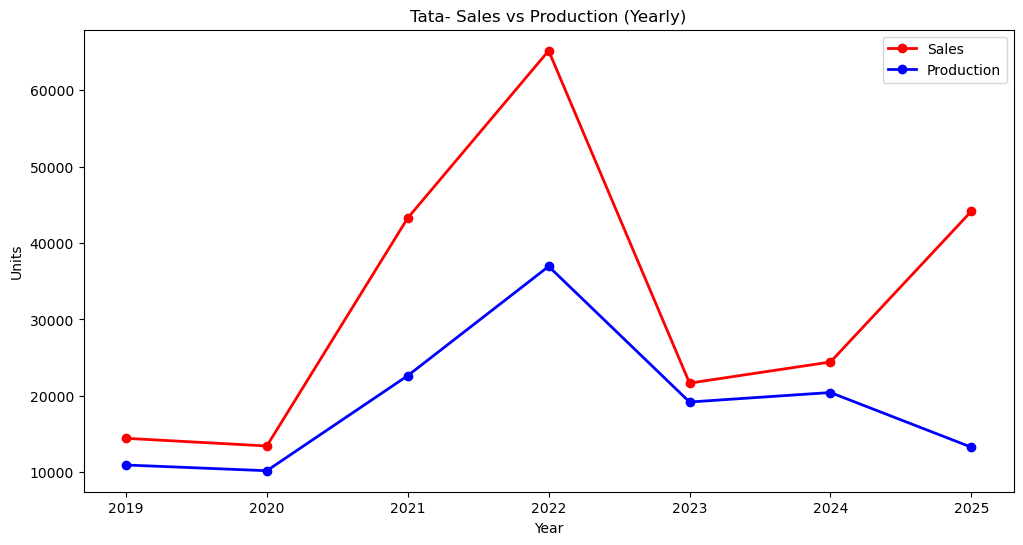 Tata- Sales vs Production (Yearly)
Sales
Production
60000
50000
40000
30000
20000
10000
Units
2019 2020 2021 2022 2023 2024 2025
Year